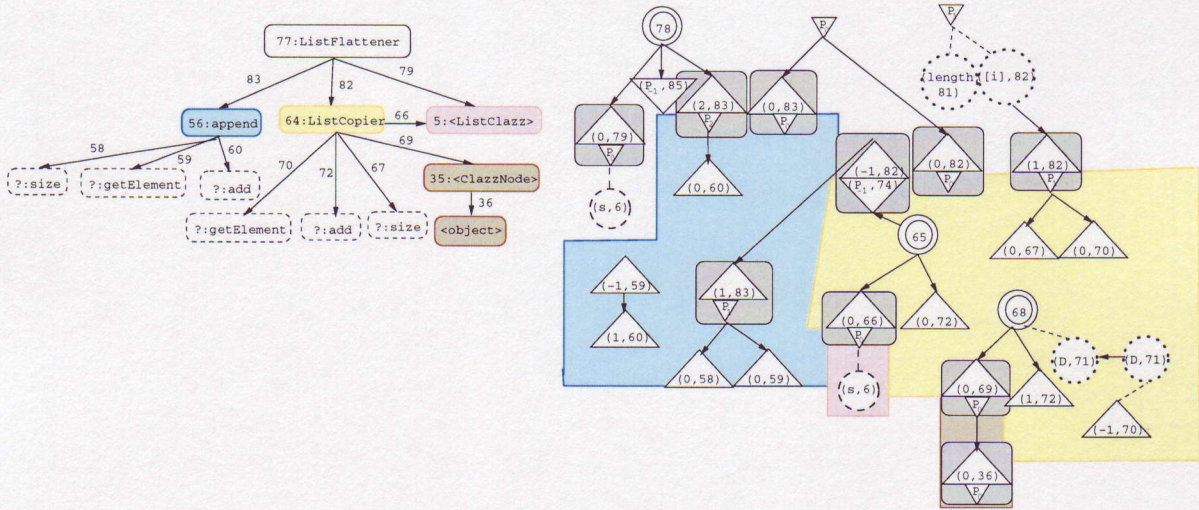 77:ListFlattener
83
82
79
56:append
64:ListCopier
66
5:<ListClazz>
58
59
60
70
72
67
69
?:size
?:getElement
?:add
35:<ClazzNode>
36
?:getElement
?:add
?:size
<object>
78
(P-1,85)
(2,83)
(0,83)
[length
81)
[i],82)
(0,79)
(-1,82)
(P-1,74)
(0,82)
(1,82)
(s,6)
(0,60)
65
(0,67)
(0,70)
(-1,59)
(1,83)
(0,66)
(0,72)
68
(1,60)
(0,58)
(0,59)
(s,6)
(D,71)
(D,71)
(0,69)
(1,72)
(-1,70)
(0,36)